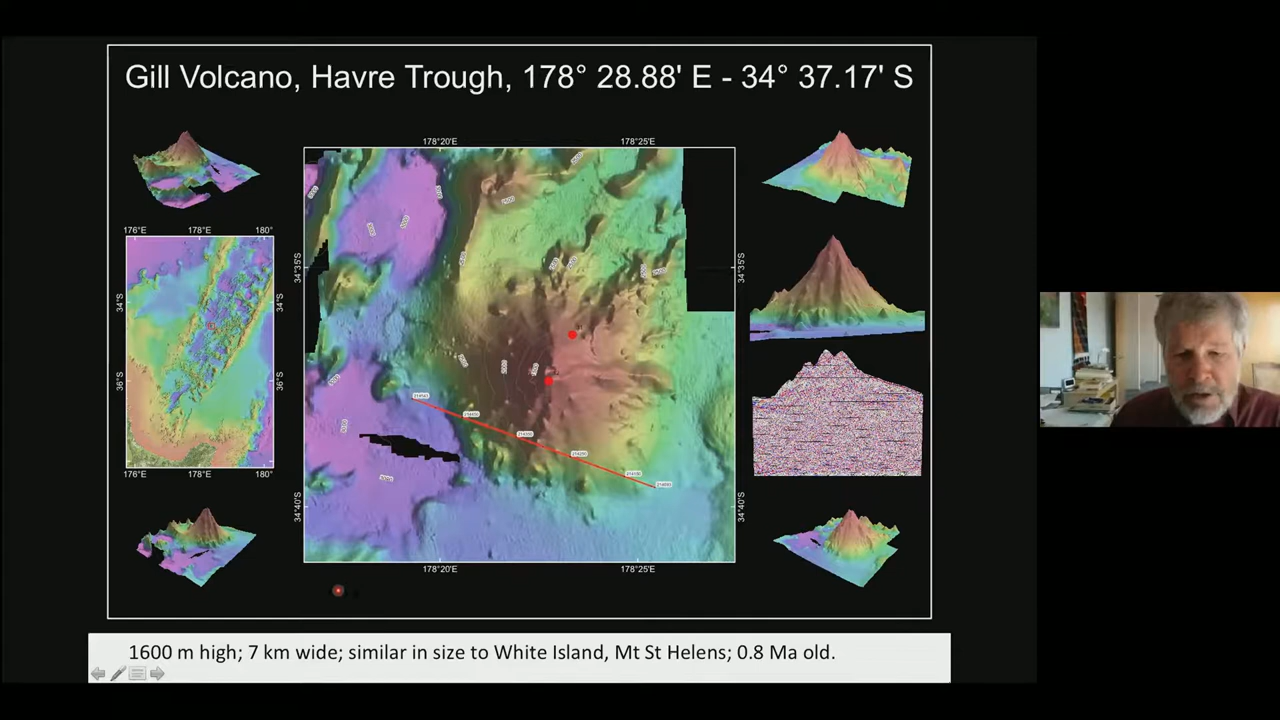 Gill Volcano, Havre Trough, 178° 28.88' E - 34° 37.17' S
178°20'E 178°25'E
176°E 178°E 180°
34°35'S 34°35'S
34°S 34°S
36°S 36°S
176°E 178°E 180°
34°40'S 34°40'S
178°20'E 178°25'E
1600 m high; 7 km wide; similar in size to White Island, Mt St Helens; 0.8 Ma old.